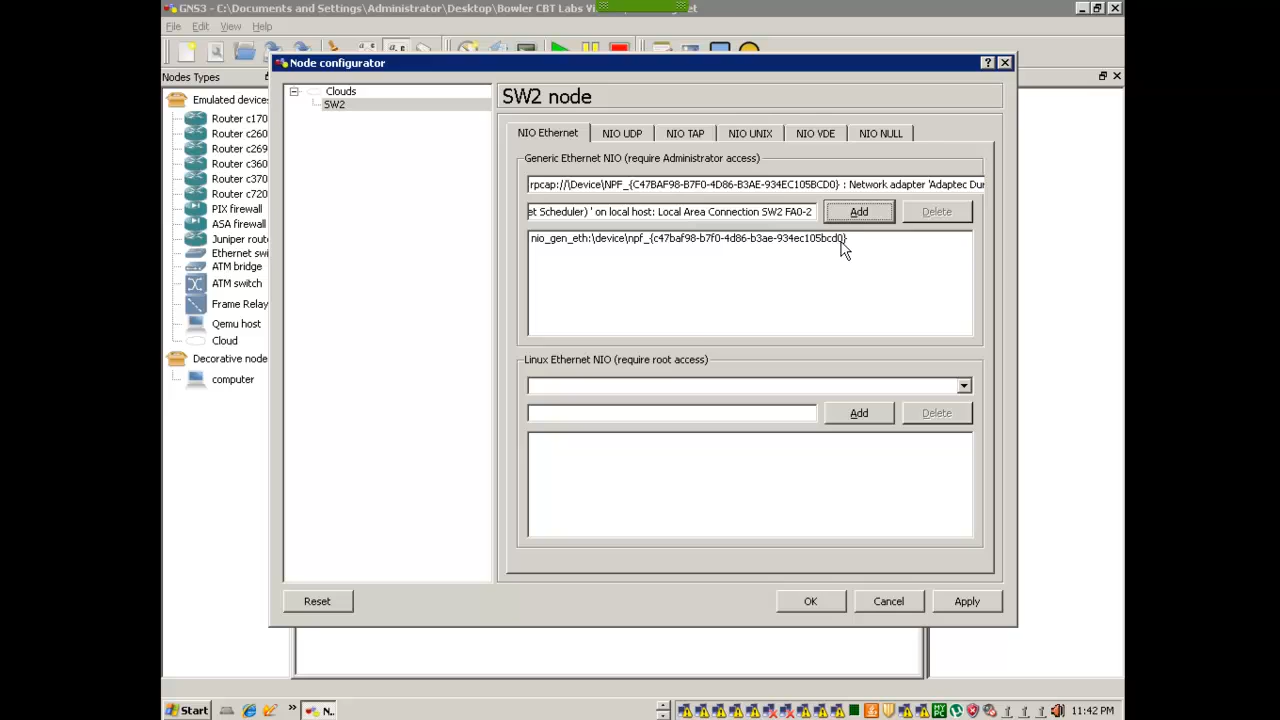 GNS3 - C:\Documents and Settings\Administrator\Desktop\Bowler CBT Labs Vi
et
File Edit View Help
Node configurator
Nodes Types
Clouds
SW2
SW2 node
Emulated devices
Router c170
Router c260
Router c269
Router c360
Router c370
Router c720
PIX firewall
ASA firewall
Juniper route
Ethernet swi
ATM bridge
ATM switch
Frame Relay
Qemu host
Cloud
Decorative node
computer
NIO Ethernet NIO UDP NIO TAP NIO UNIX NIO VDE NIO NULL
Generic Ethernet NIO (require Administrator access)
rpcap://\Device\NPF_{C47BAF98-B7F0-4D86-B3AE-934EC105BCD0} : Network adapter 'Adaptec Dur
et Scheduler) ' on local host: Local Area Connection SW2 FA0-2 Add Delete
nio_gen_eth:\device\npf_{c47baf98-b7f0-4d86-b3ae-934ec105bcd0}
Linux Ethernet NIO (require root access)
Add Delete
Reset OK Cancel Apply
Start N.. 11:42 PM